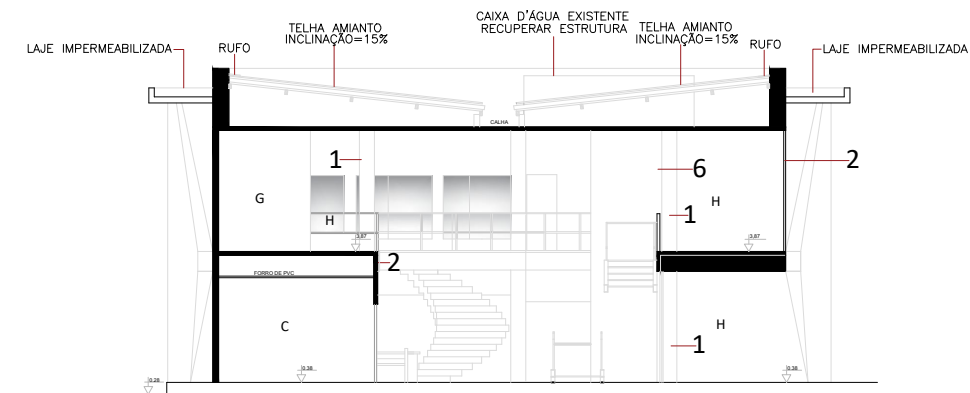 CAIXA D'ÁGUA EXISTENTE
RECUPERAR ESTRUTURA
TELHA AMIANTO
INCLINAÇÃO=15%
TELHA AMIANTO
INCLINAÇÃO=15%
LAJE IMPERMEABILIZADA
RUFO
RUFO
LAJE IMPERMEABILIZADA
CALHA
1
6
2
G
H
H
1
3.87
3.87
2
FORRO DE PVC
C
H
1
0.28
0.38
0.38